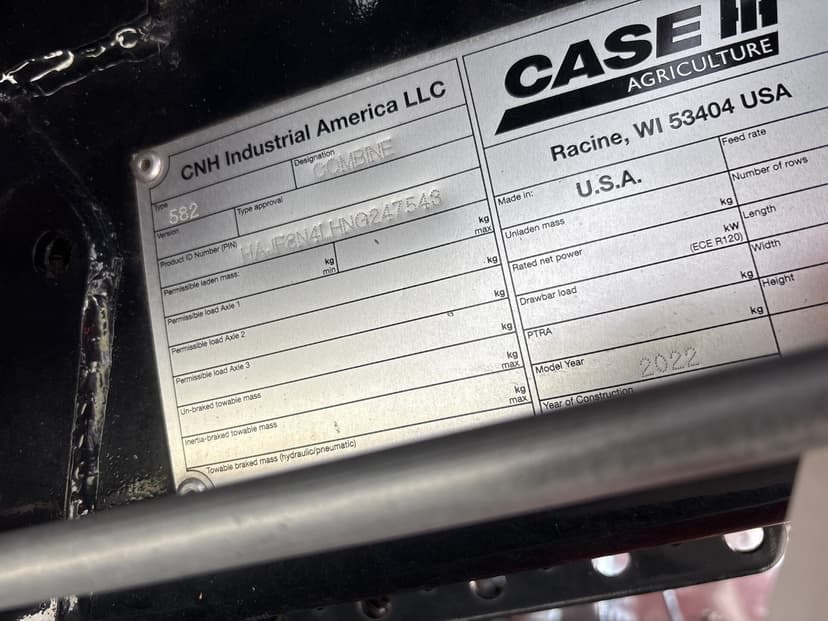 CASE IH
AGRICULTURE
CNH Industrial America LLC
Racine, WI 53404 USA
Type
582
Designation
COMBINE
Version
Type approval
Product ID Number (PIN)
HAJF8N4LHNG247543
Permissible laden mass:
kg
min
kg
max
Permissible load Axle 1
kg
Permissible load Axle 2
kg
Permissible load Axle 3
kg
Un-braked towable mass
kg
max
Inertia-braked towable mass
kg
max
Towable braked mass (hydraulic/pneumatic)
Made in:
U.S.A.
Feed rate
Unladen mass
kg
Number of rows
Rated net power
kW
(ECE R120)
Length
Drawbar load
kg
Width
PTRA
kg
Height
Model Year
2022
Year of Construction